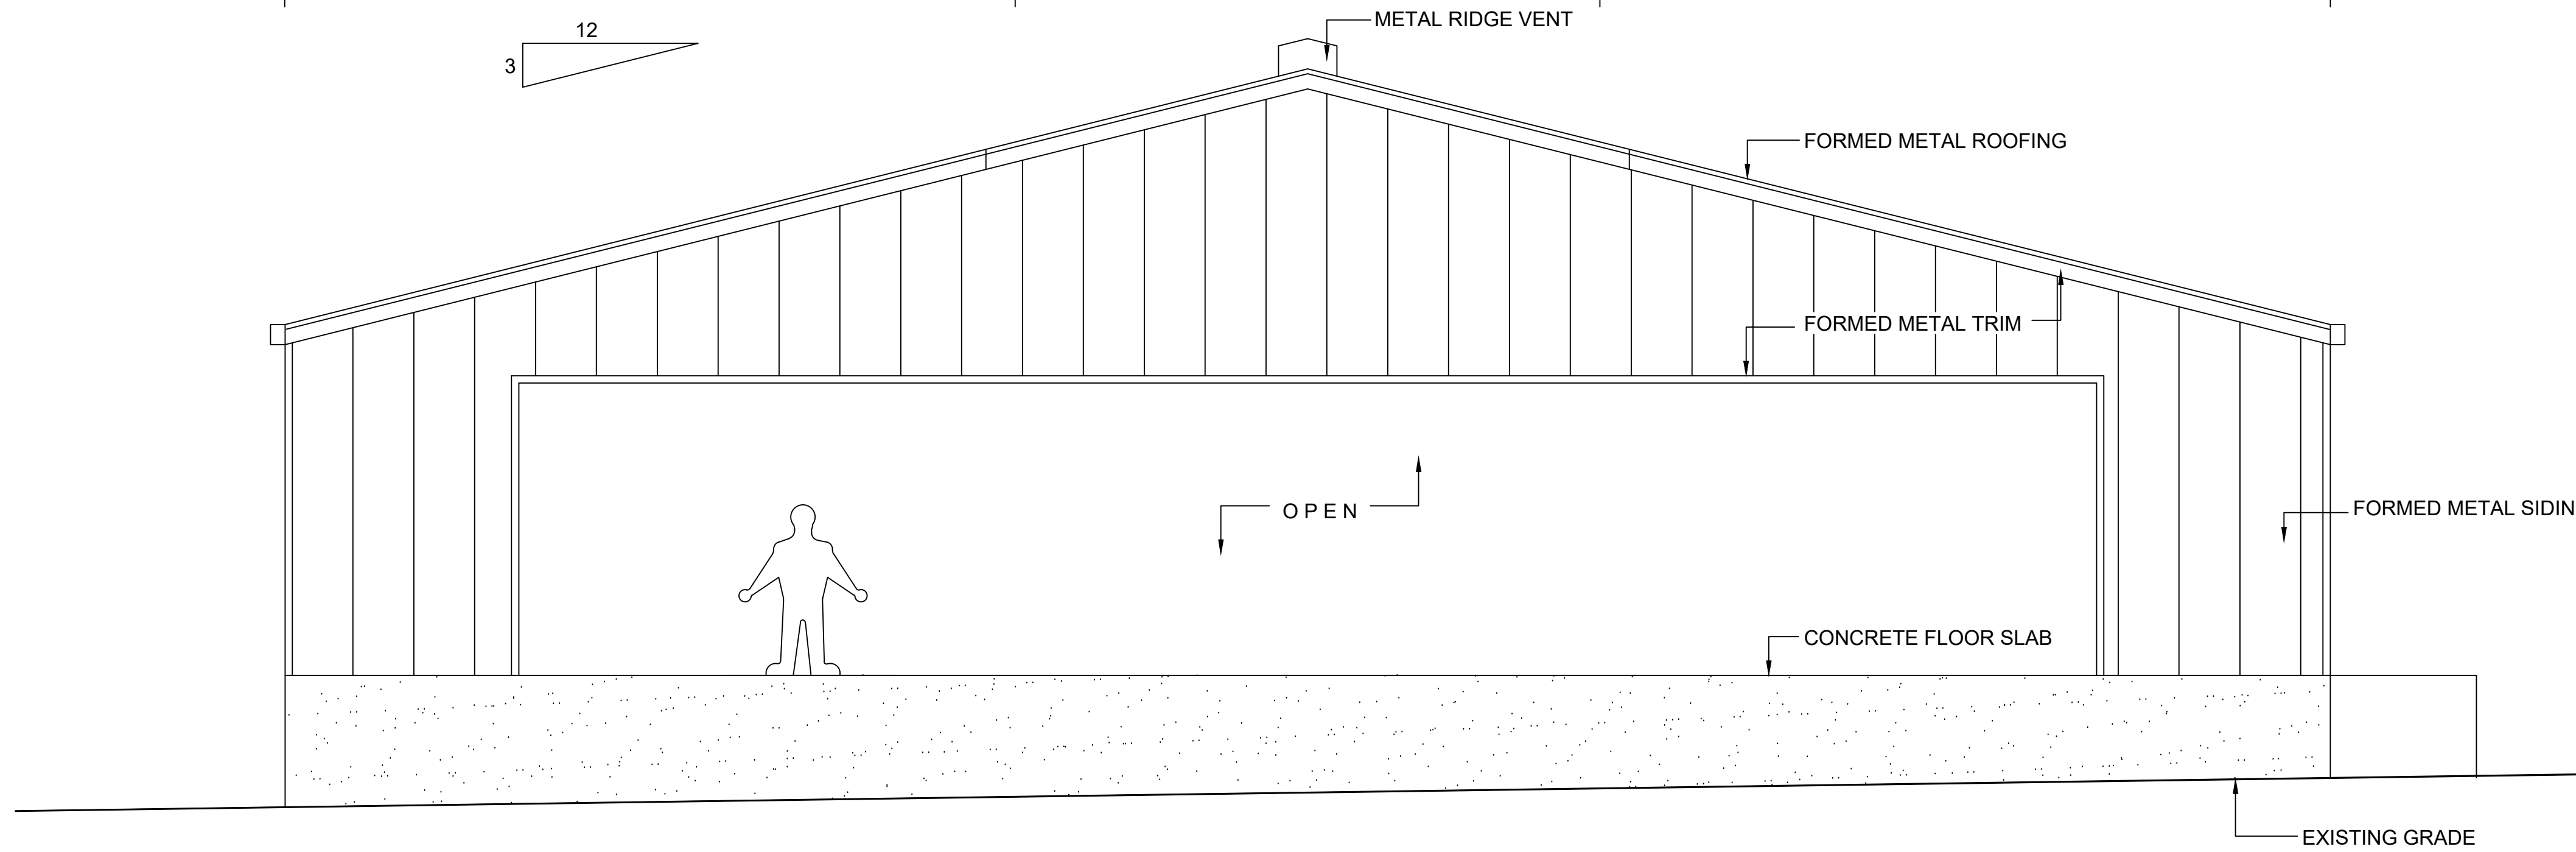 METAL RIDGE VENT
12
3
FORMED METAL ROOFING
FORMED METAL TRIM
O P E N
FORMED METAL SIDIN
CONCRETE FLOOR SLAB
EXISTING GRADE